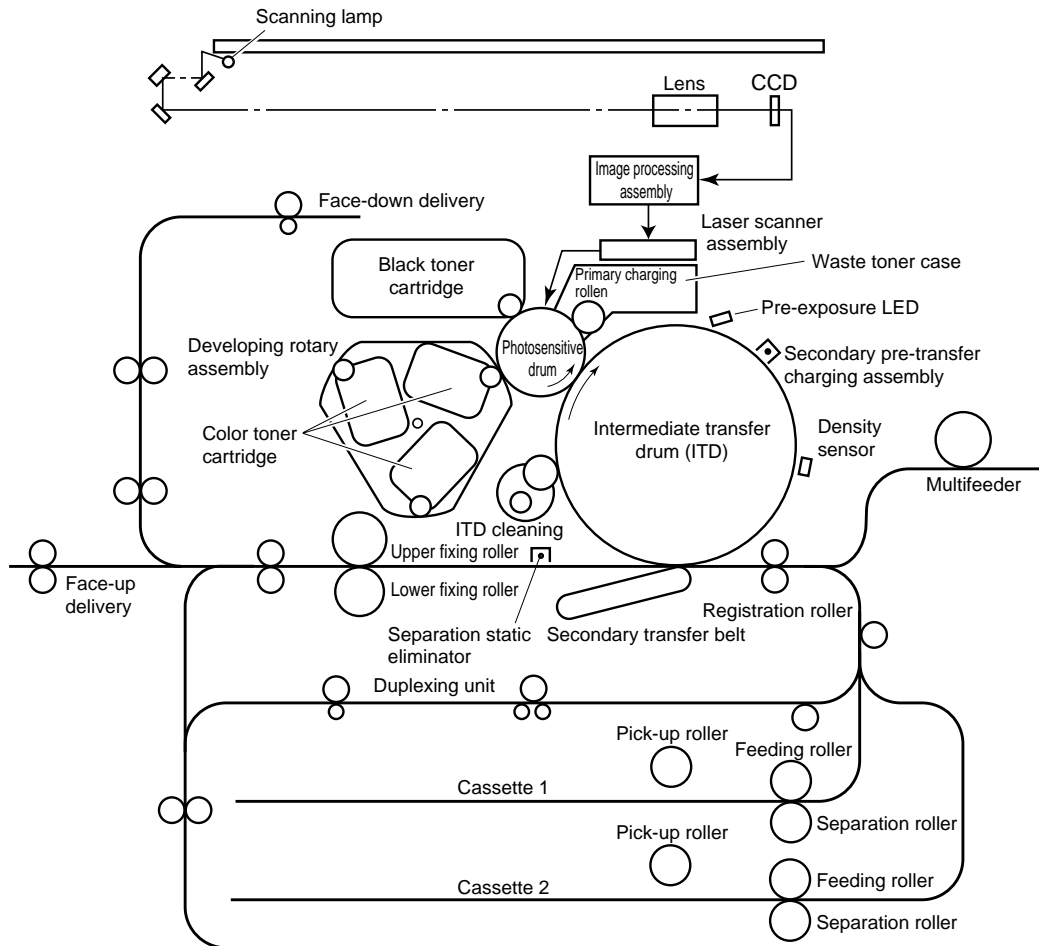 Scanning lamp
Lens
CCD
Image processing
assembly
Face-down delivery
Laser scanner
assembly
Black toner
cartridge
Primary charging
rollen
Waste toner case
Pre-exposure LED
Photosensitive
drum
Developing rotary
assembly
Secondary pre-transfer
charging assembly
Color toner
cartridge
Intermediate transfer
drum (ITD)
Density
sensor
Multifeeder
ITD cleaning
Upper fixing roller
Face-up
delivery
Lower fixing roller
Registration roller
Separation static
eliminator
Secondary transfer belt
Duplexing unit
Pick-up roller
Feeding roller
Cassette 1
Separation roller
Pick-up roller
Cassette 2
Feeding roller
Separation roller